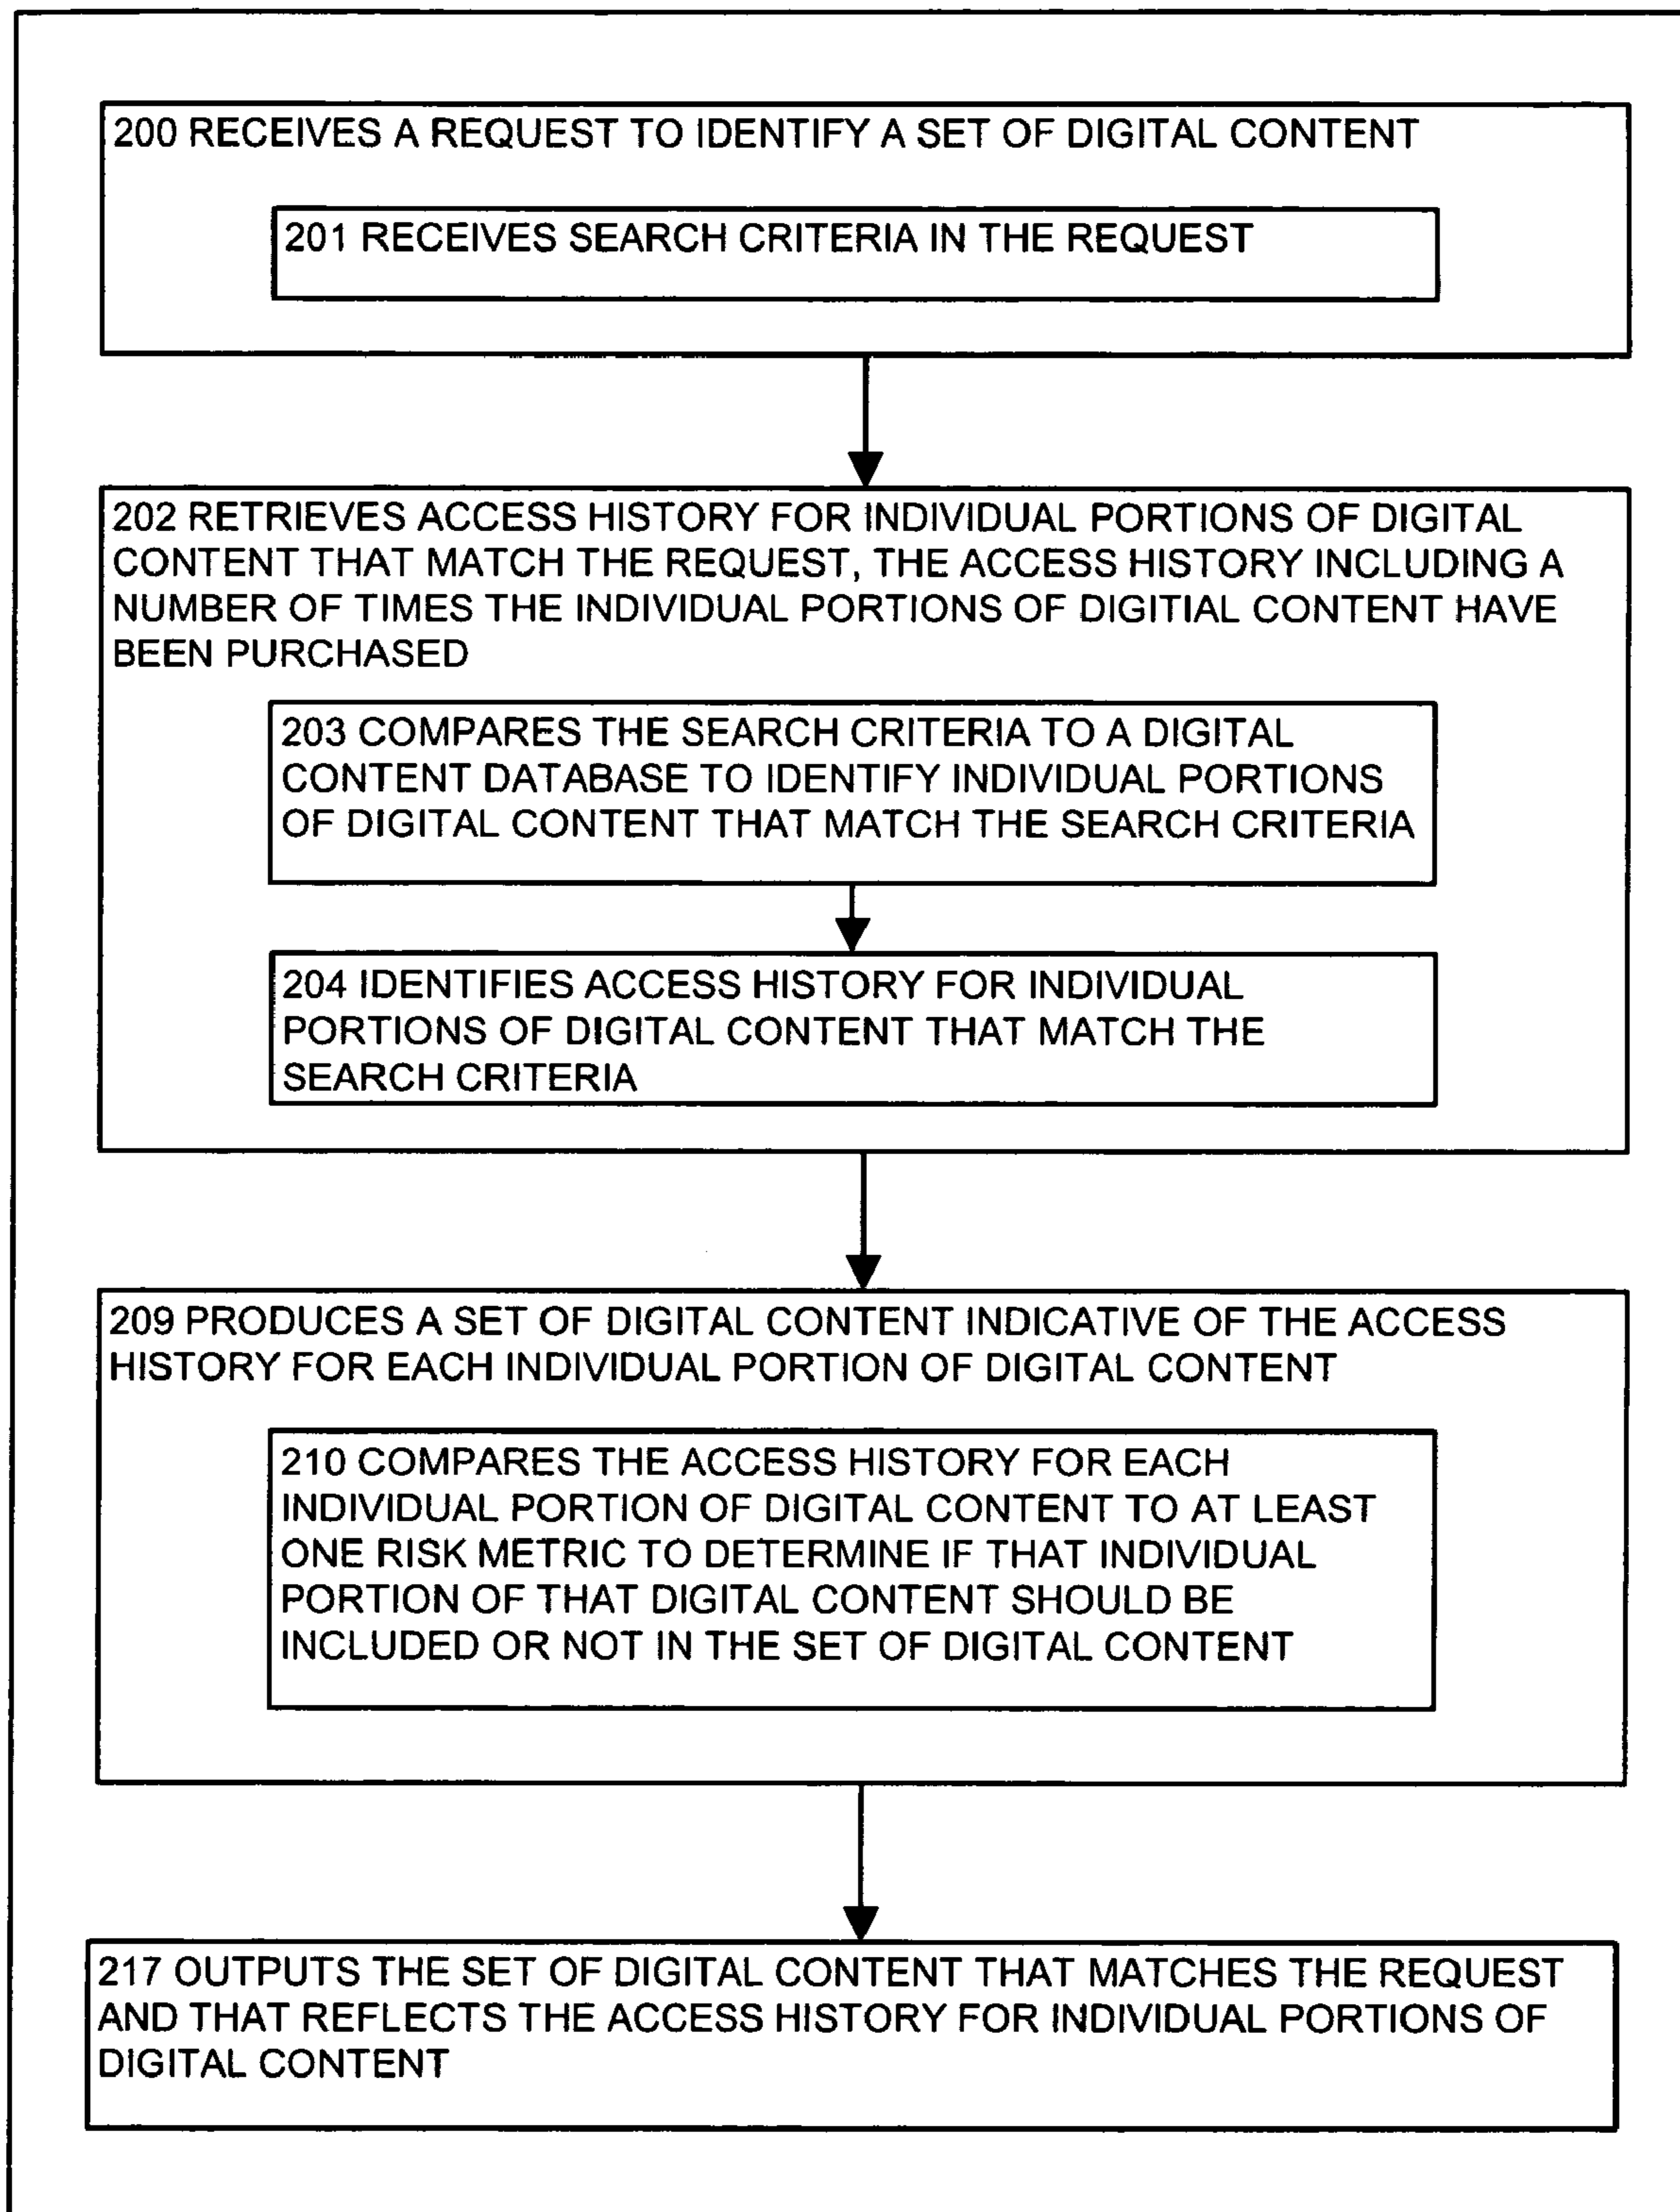 200 RECEIVES A REQUEST TO IDENTIFY A SET OF DIGITAL CONTENT
201 RECEIVES SEARCH CRITERIA IN THE REQUEST
202 RETRIEVES ACCESS HISTORY FOR INDIVIDUAL PORTIONS OF DIGITAL
CONTENT THAT MATCH THE REQUEST, THE ACCESS HISTORY INCLUDING A
NUMBER OF TIMES THE INDIVIDUAL PORTIONS OF DIGITIAL CONTENT HAVE
BEEN PURCHASED
203 COMPARES THE SEARCH CRITERIA TO A DIGITAL
CONTENT DATABASE TO IDENTIFY INDIVIDUAL PORTIONS
OF DIGITAL CONTENT THAT MATCH THE SEARCH CRITERIA
204 IDENTIFIES ACCESS HISTORY FOR INDIVIDUAL
PORTIONS OF DIGITAL CONTENT THAT MATCH THE
SEARCH CRITERIA
209 PRODUCES A SET OF DIGITAL CONTENT INDICATIVE OF THE ACCESS
HISTORY FOR EACH INDIVIDUAL PORTION OF DIGITAL CONTENT
210 COMPARES THE ACCESS HISTORY FOR EACH
INDIVIDUAL PORTION OF DIGITAL CONTENT TO AT LEAST
ONE RISK METRIC TO DETERMINE IF THAT INDIVIDUAL
PORTION OF THAT DIGITAL CONTENT SHOULD BE
INCLUDED OR NOT IN THE SET OF DIGITAL CONTENT
217 OUTPUTS THE SET OF DIGITAL CONTENT THAT MATCHES THE REQUEST
AND THAT REFLECTS THE ACCESS HISTORY FOR INDIVIDUAL PORTIONS OF
DIGITAL CONTENT